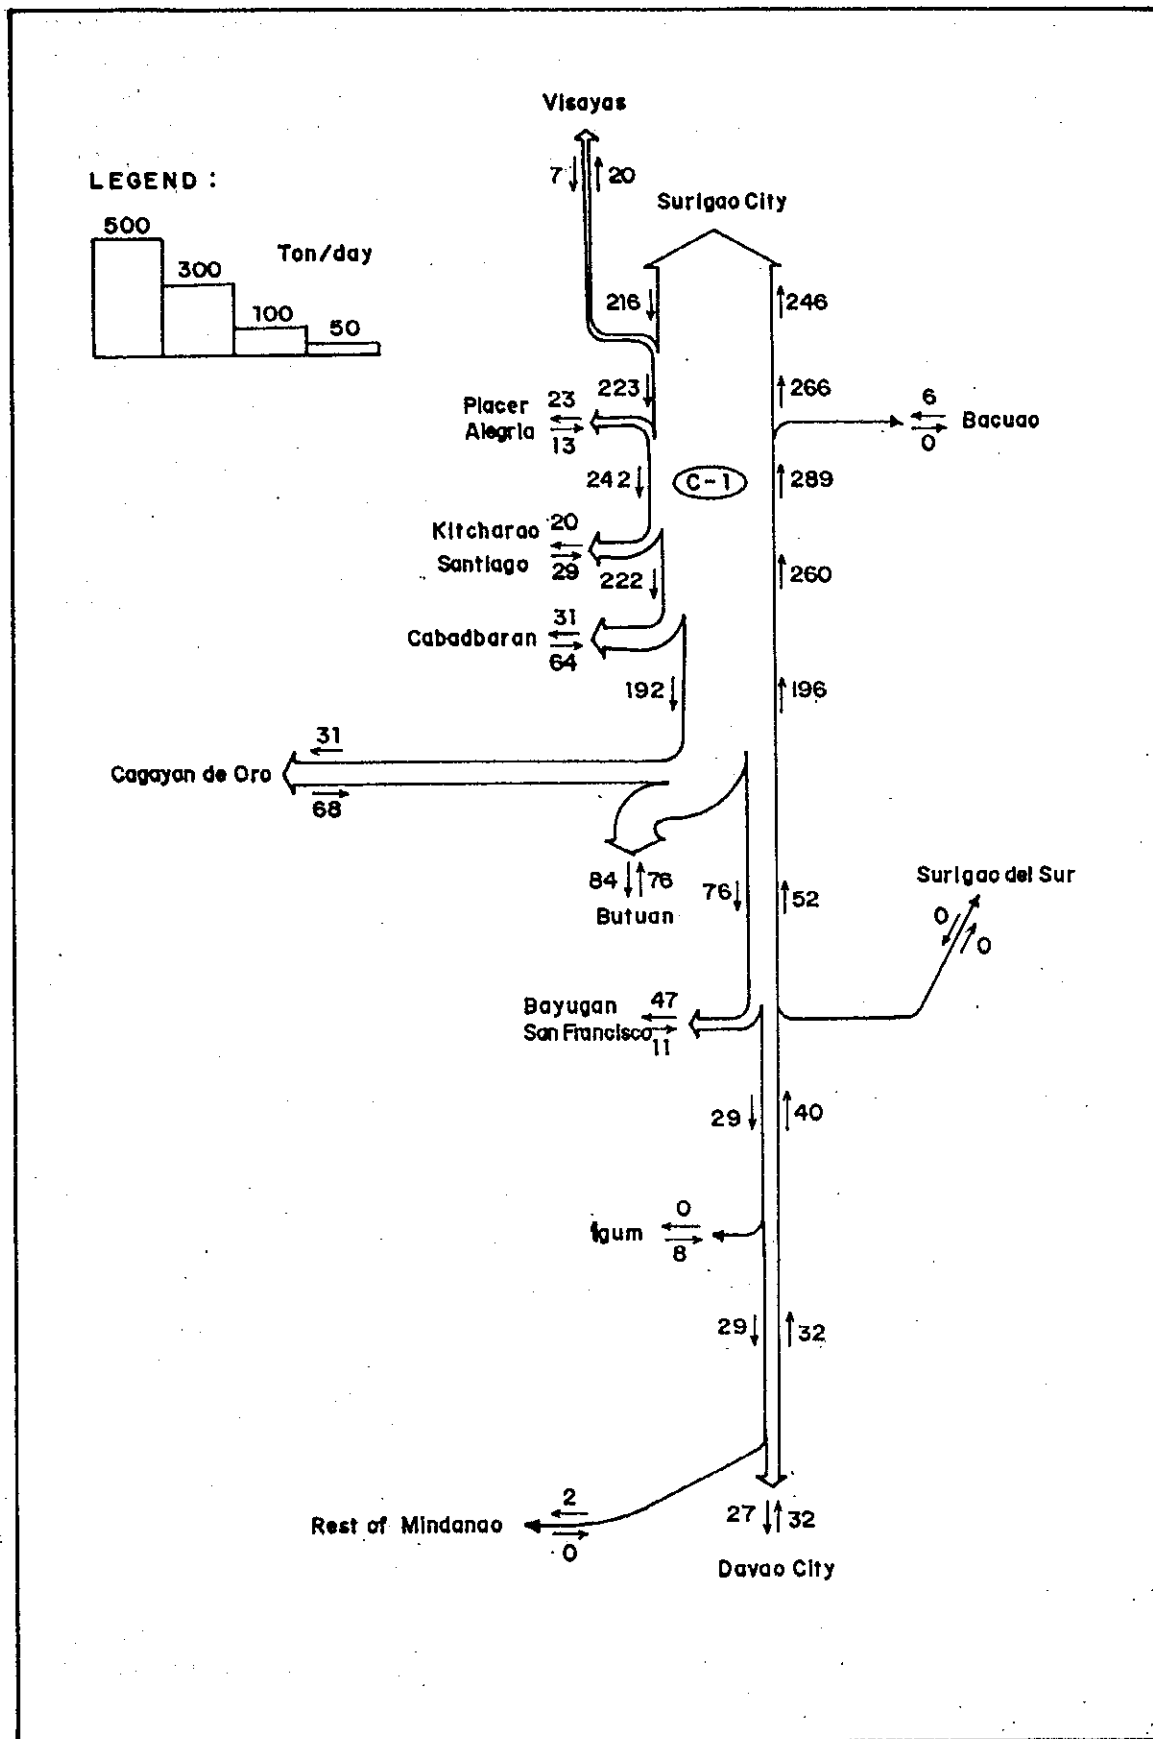 Visayas
7 20
LEGEND :
Surigao City
500
Ton/day
300
216 246
100
50
223 266
Placer 23
Alegria 13
6
Bacuao
0
242 C-1 289
Kitcharao 20
Santiago 29
222 260
31
Cabadbaran
64
192 196
31
Cagayan de Oro
68
84 76
Butuan
76 52
Surigao del Sur
0
0
Bayugan 47
San Francisco 11
29 40
0
gum
8
29 32
2
Rest of Mindanao
0
27 32
Davao City